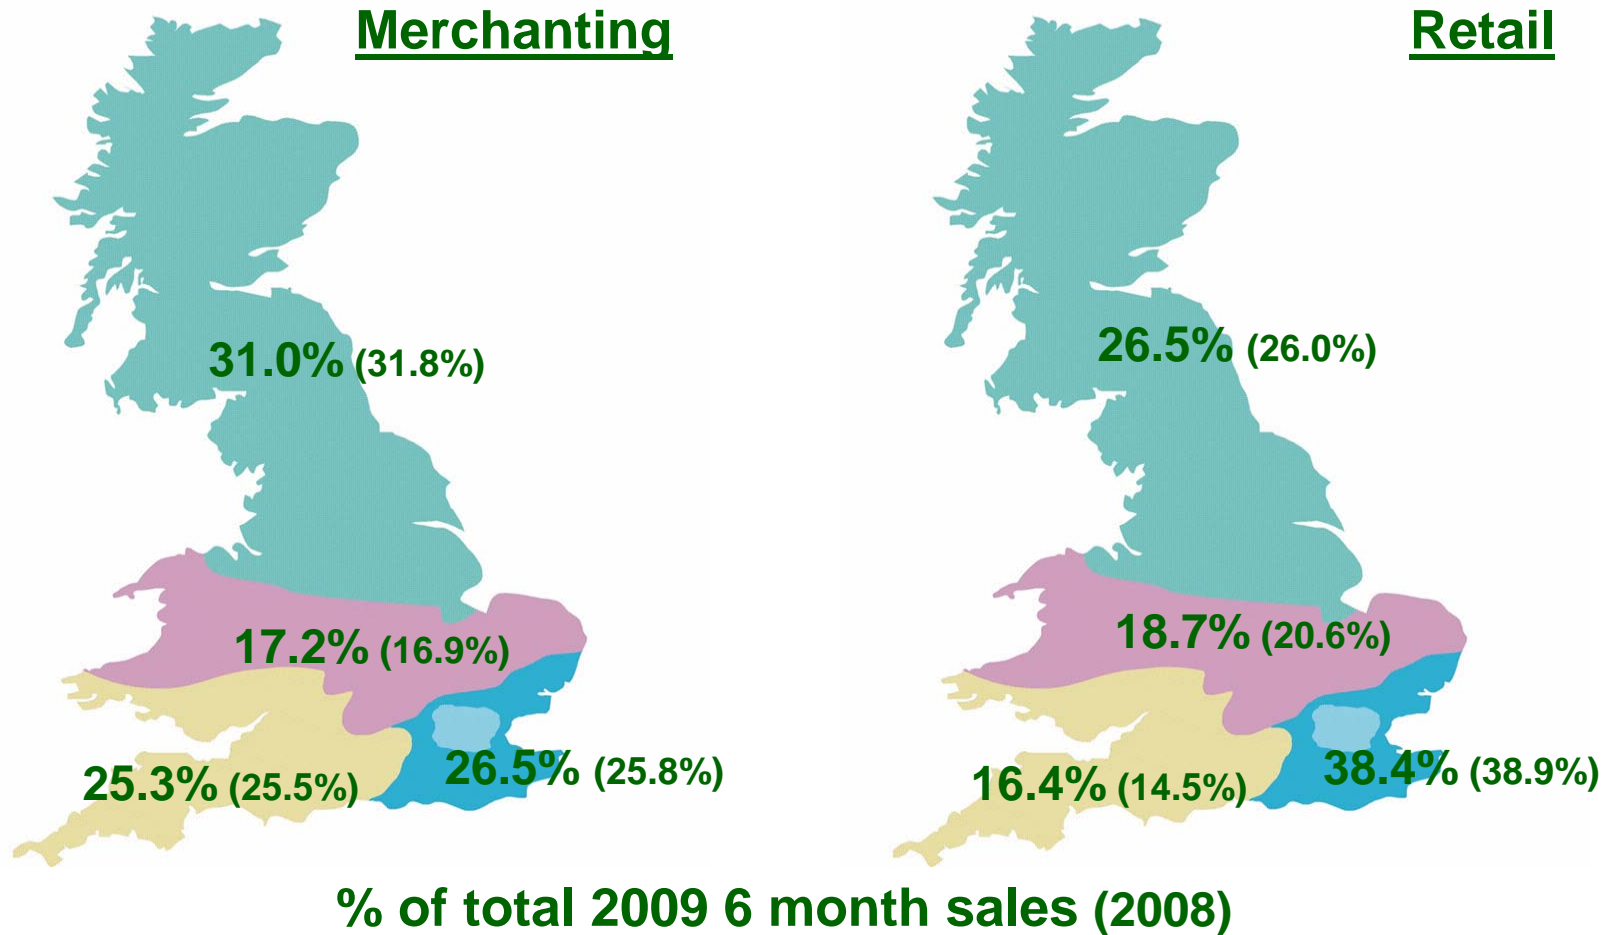 Merchanting
Retail
31.0% (31.8%)
26.5% (26.0%)
17.2% (16.9%)
18.7% (20.6%)
25.3% (25.5%)
26.5% (25.8%)
16.4% (14.5%)
38.4% (38.9%)
% of total 2009 6 month sales (2008)